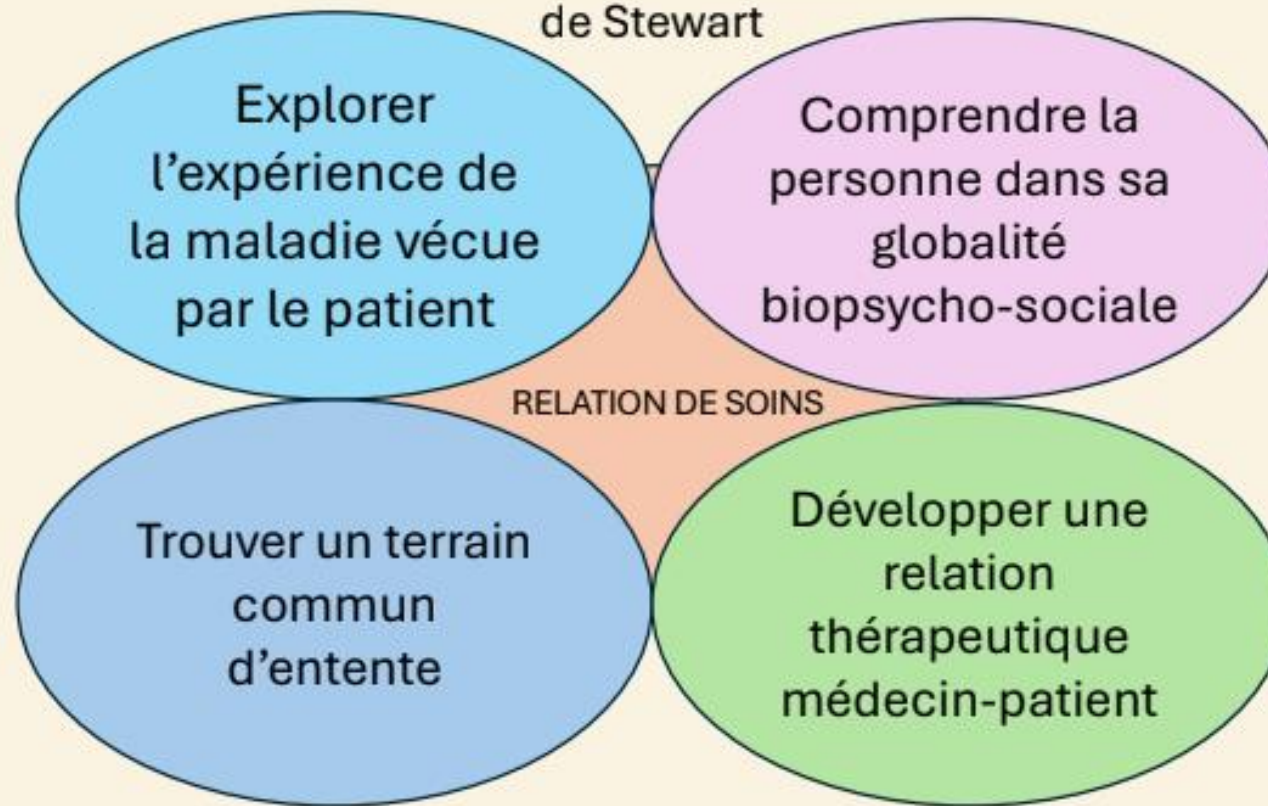 de Stewart
Explorer
l’expérience de
la maladie vécue
par le patient
Comprendre la
personne dans sa
globalité
biopsycho-sociale
RELATION DE SOINS
Trouver un terrain
commun
d’entente
Développer une
relation
thérapeutique
médecin-patient